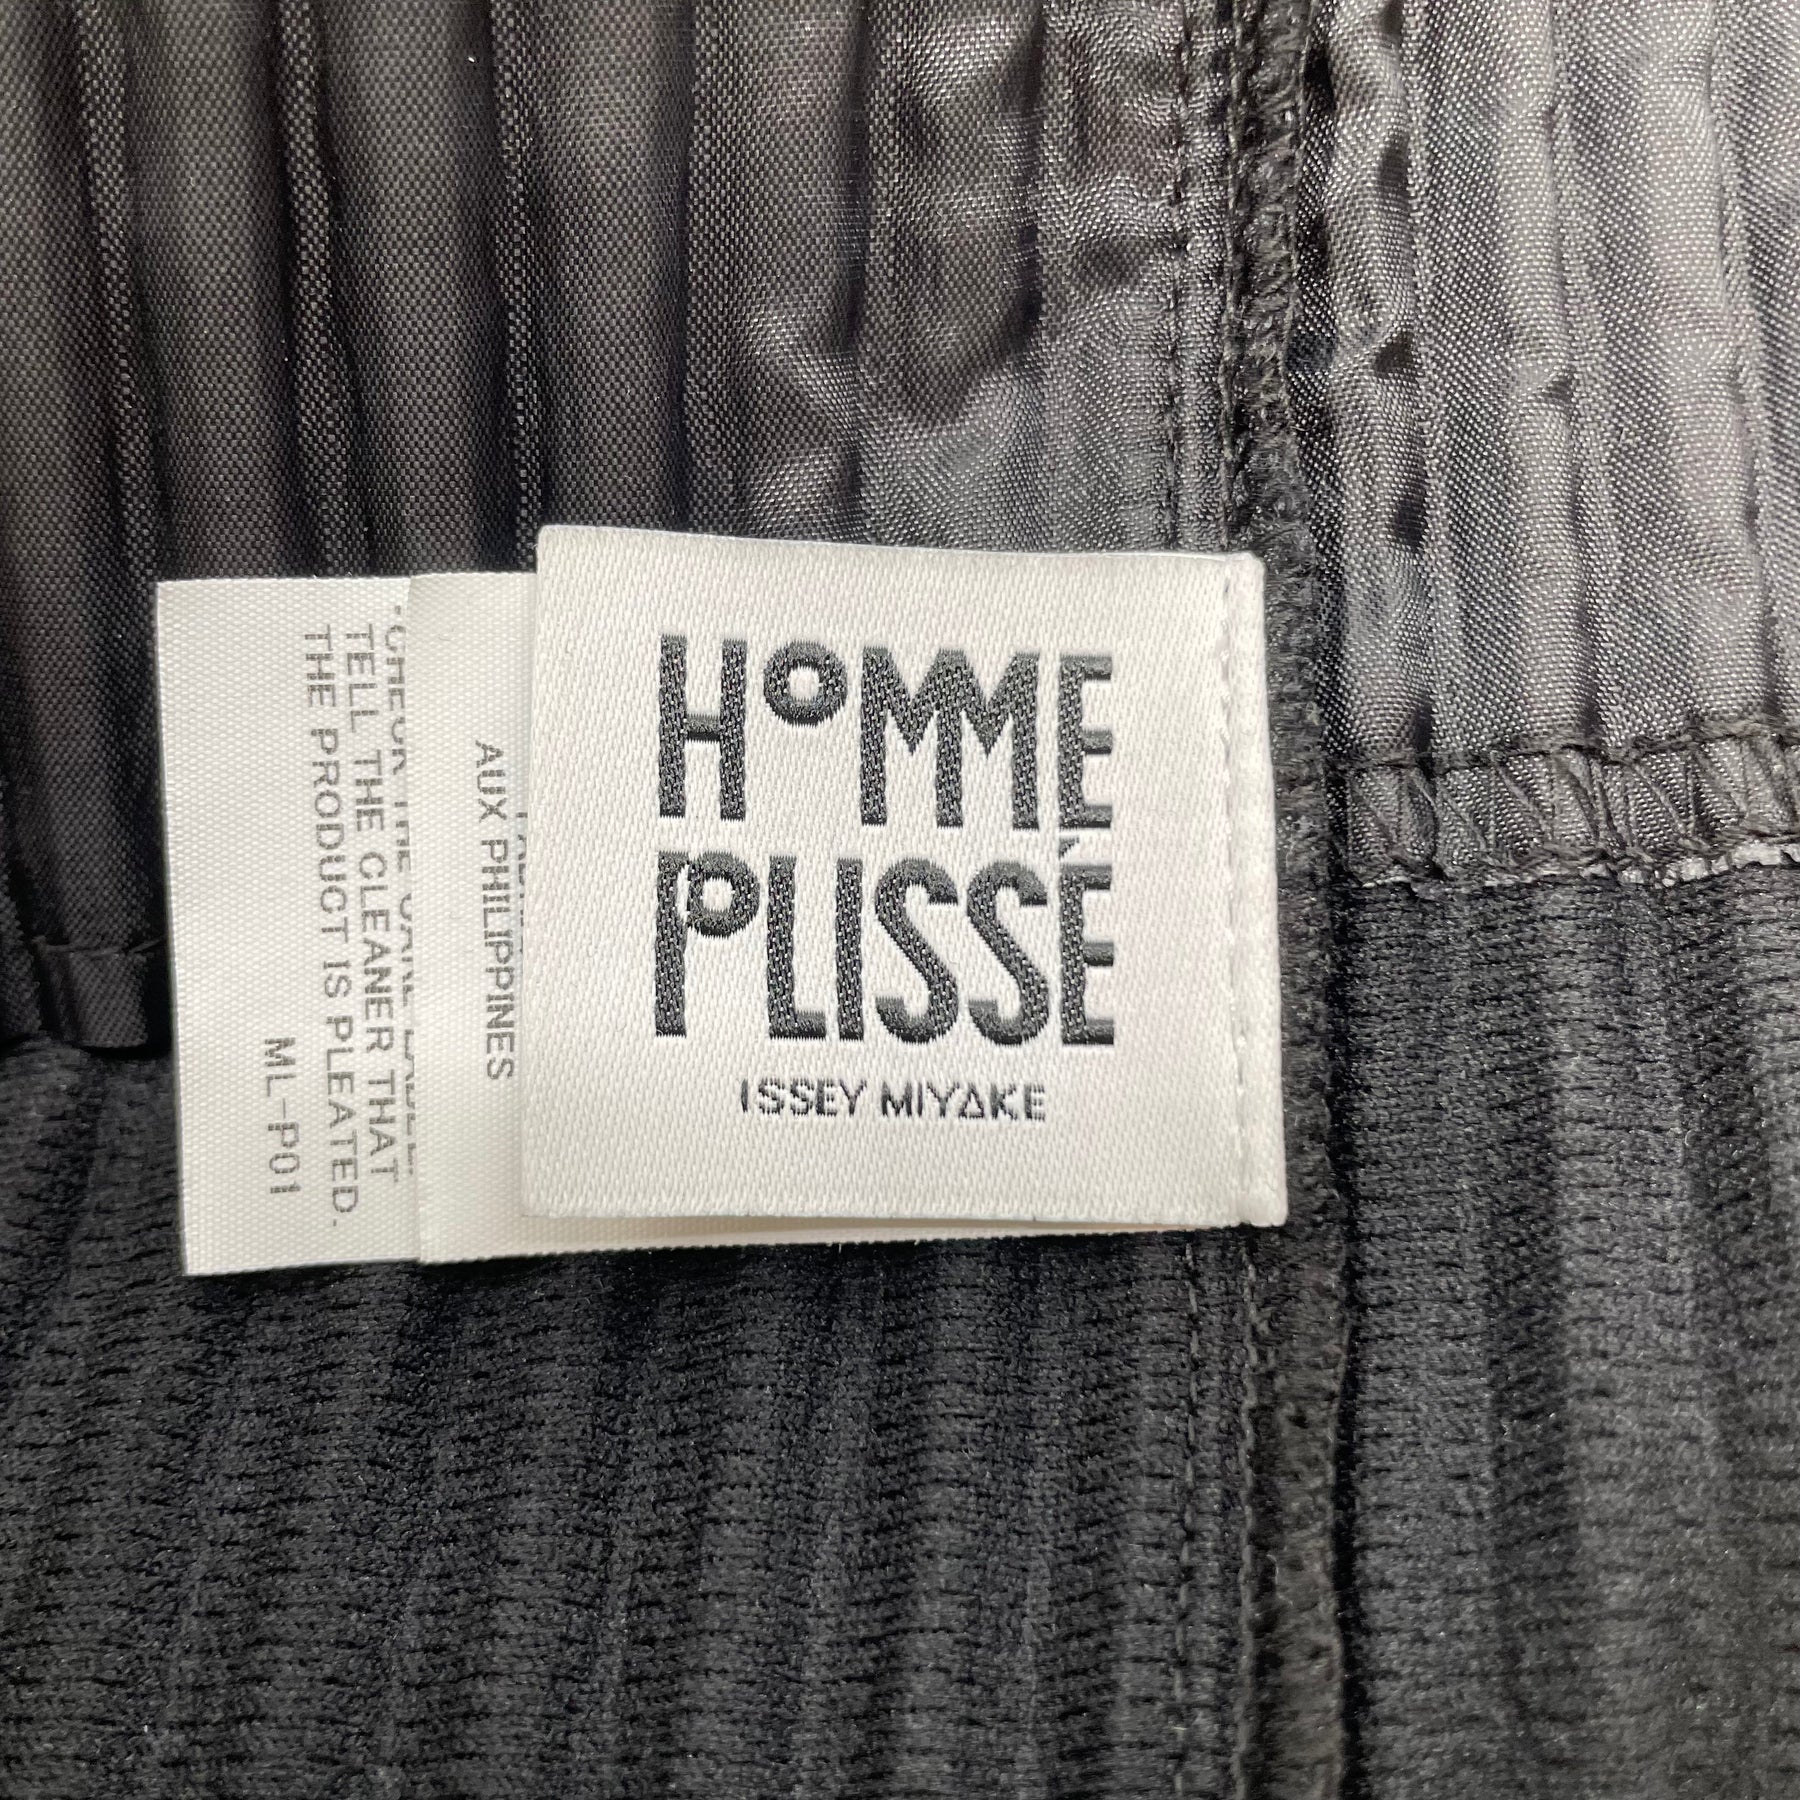 HOMME
PLISSÉ
ISSEY MIYAKE
AUX PHILIPPINES
TELL THE CLEANER THAT
THE PRODUCT IS PLEATED.
ML-P01